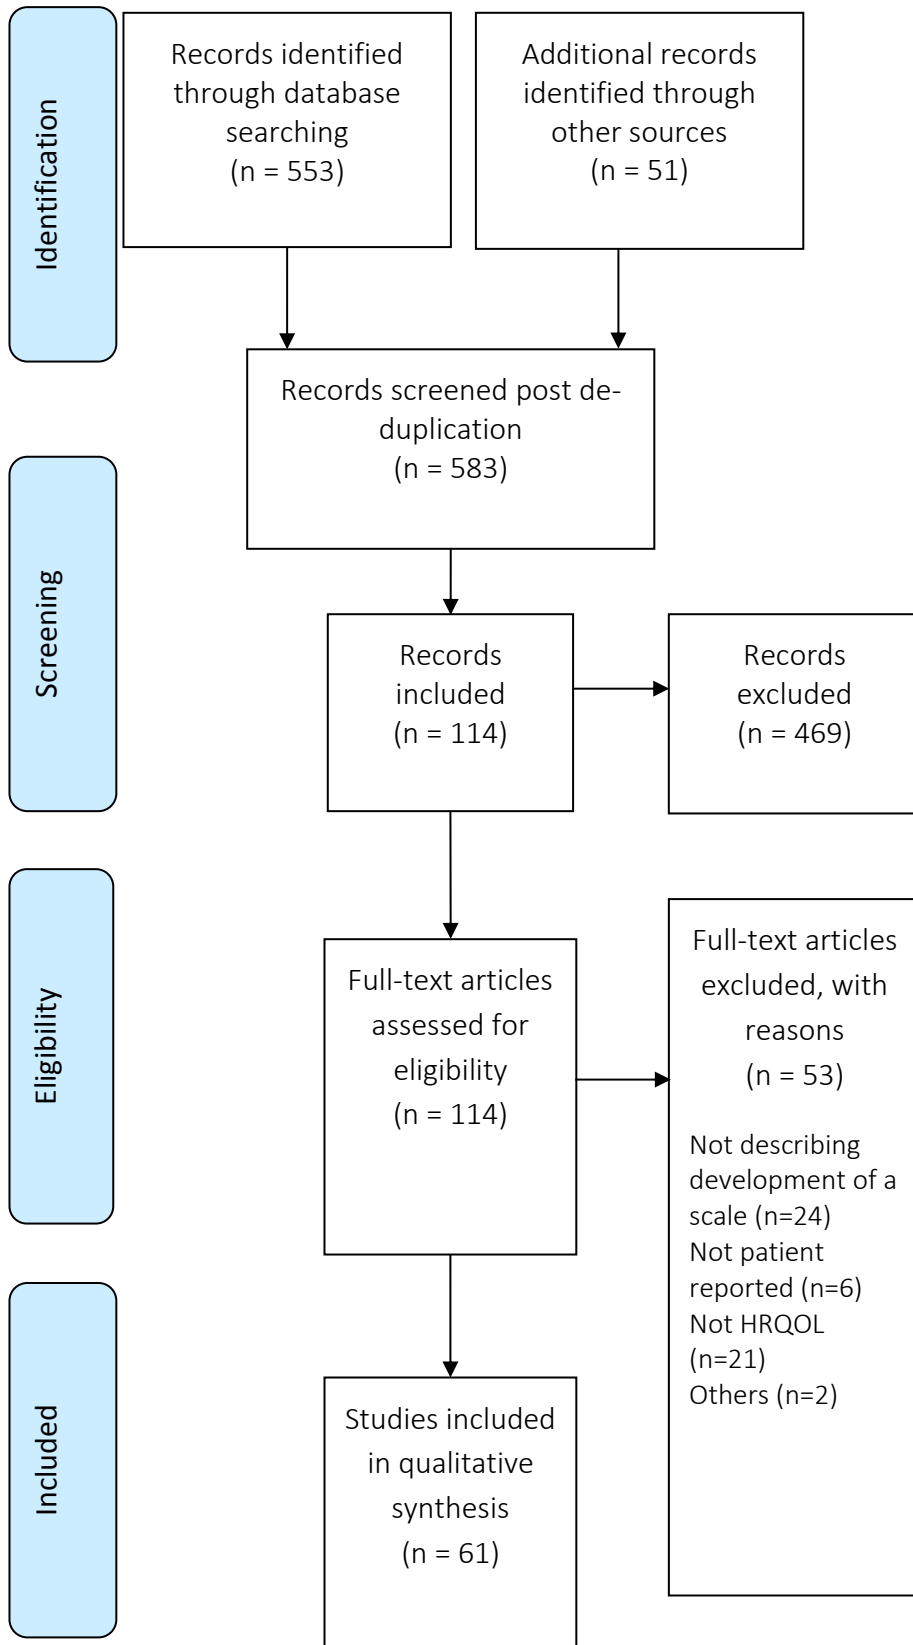 Identification
Records identified
through database
searching
(n = 553)
Additional records
identified through
other sources
(n = 51)
Records screened post de-
duplication
(n = 583)
Screening
Records
included
(n = 114)
Records
excluded
(n = 469)
Eligibility
Full-text articles
assessed for
eligibility
(n = 114)
Full-text articles
excluded, with
reasons
(n = 53)
Not describing
development of a
scale (n=24)
Not patient
reported (n=6)
Not HRQOL
(n=21)
Others (n=2)
Included
Studies included
in qualitative
synthesis
(n = 61)